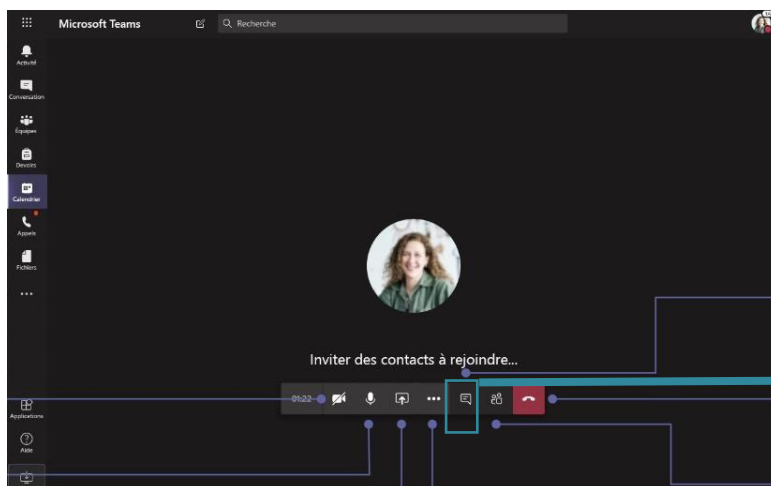 Microsoft Teams
Recherche
Activité
Conversation
Équipes
Devoirs
Calendrier
Appels
Fichiers
Inviter des contacts à rejoindre...
01:22
Applications
Aide